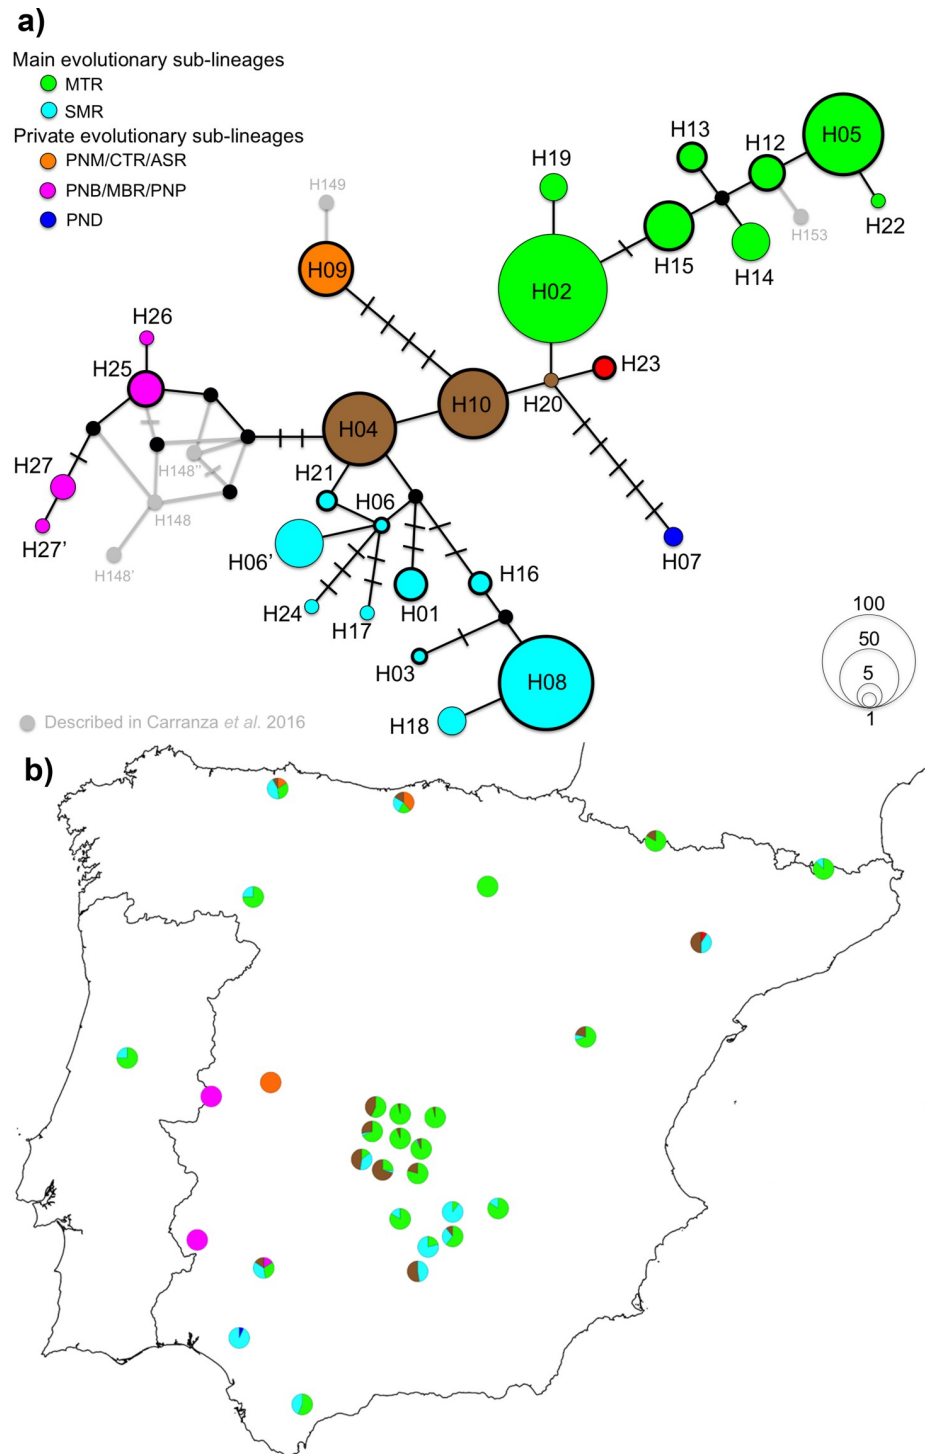 a)
Main evolutionary sub-lineages
MTR
SMR
Private evolutionary sub-lineages
PNM/CTR/ASR
PNB/MBR/PNP
PND
H149
H09
H19
H02
H13
H12
H05
H153
H22
H15
H14
H26
H25
H23
H20
H10
H04
H27
H148''
H21
H148
H06
H27'
H148'
H06'
H07
H16
H24
H17
H01
H03
H08
H18
100
50
5
1
Described in Carranza et al. 2016
b)